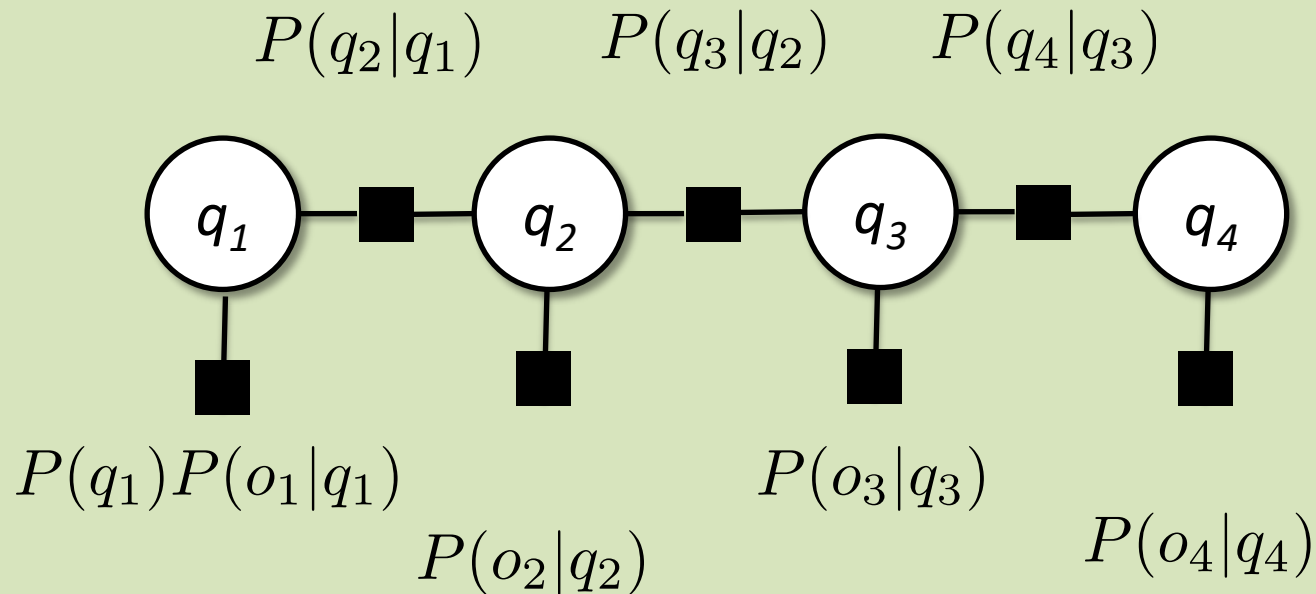 P(q₂|q₁) P(q₃|q₂) P(q₄|q₃)
q₁ q₂ q₃ q₄
P(q₁)P(o₁|q₁) P(o₃|q₃)
P(o₂|q₂) P(o₄|q₄)